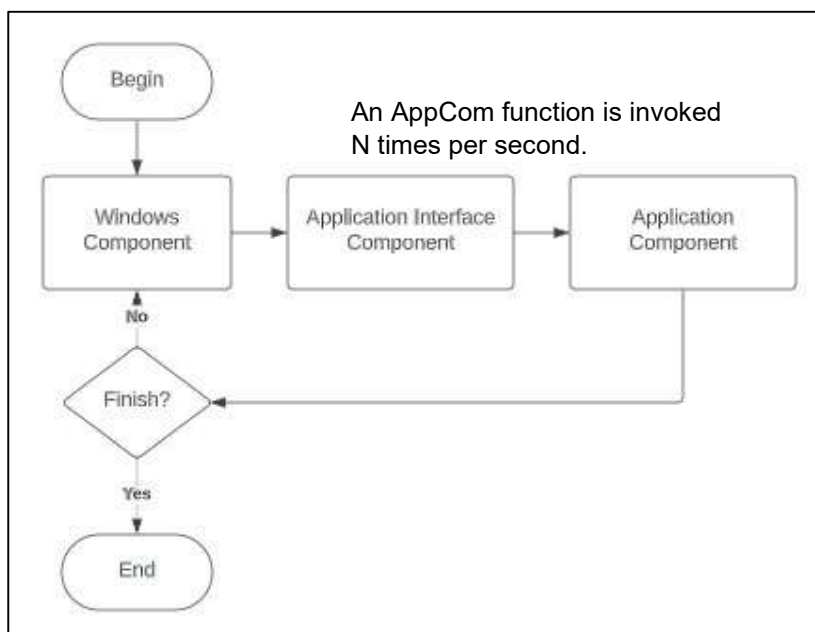 Begin
An AppCom function is invoked
N times per second.
Windows
Component
Application Interface
Component
Application
Component
No
Finish?
Yes
End